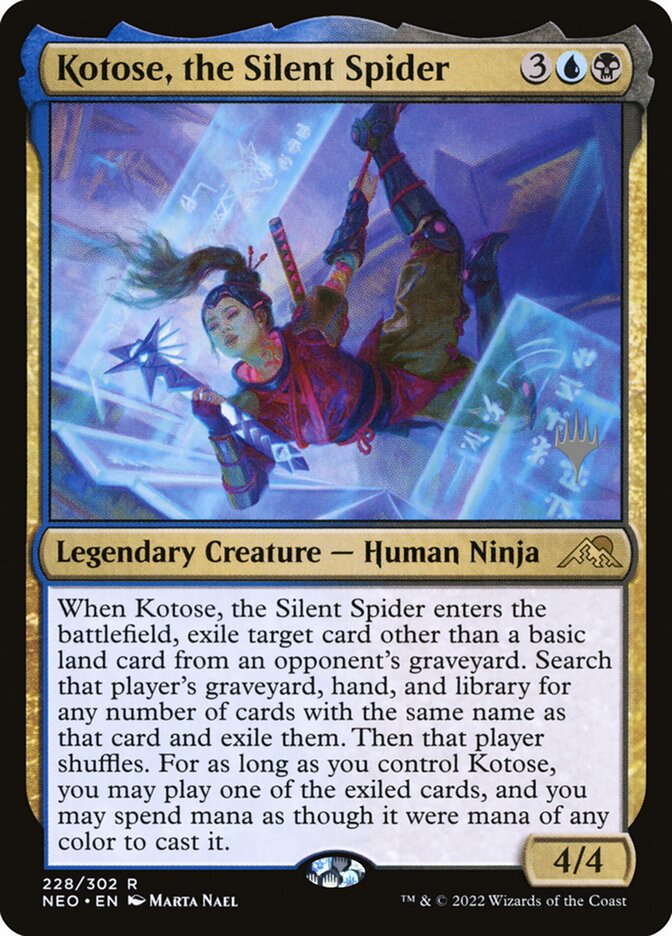 Kotose, the Silent Spider 3
Legendary Creature — Human Ninja
When Kotose, the Silent Spider enters the
battlefield, exile target card other than a basic
land card from an opponent's graveyard. Search
that player's graveyard, hand, and library for
any number of cards with the same name as
that card and exile them. Then that player
shuffles. For as long as you control Kotose,
you may play one of the exiled cards, and you
may spend mana as though it were mana of any
color to cast it.
4/4
228/302 R
NEO • EN Marta Nael
™ & © 2022 Wizards of the Coast